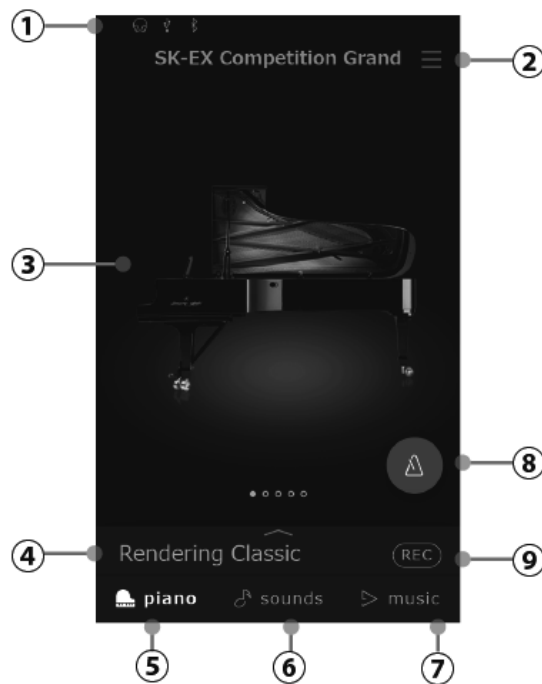 ①
SK-EX Competition Grand
②
③
⑧
④
Rendering Classic
REC
⑨
piano
sounds
music
⑤
⑥
⑦